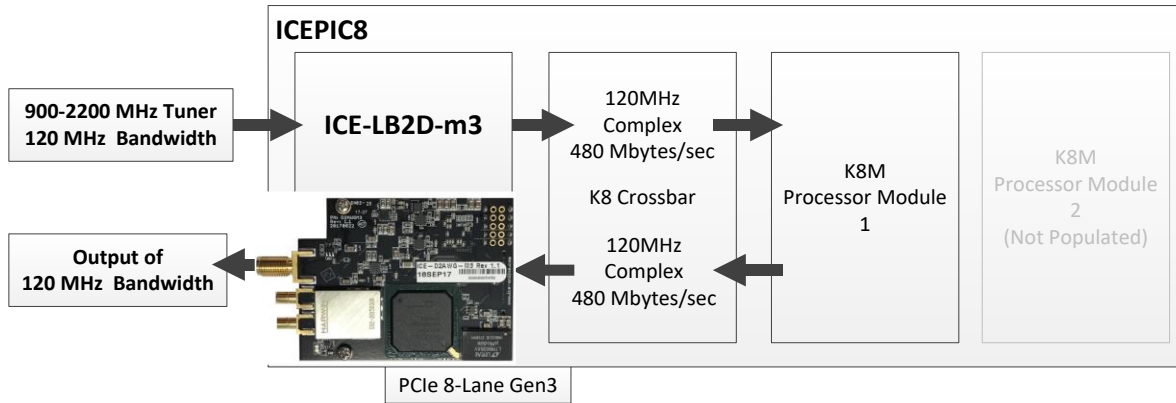 ICEPIC8
900-2200 MHz Tuner
120 MHz  Bandwidth
ICE-LB2D-m3
120MHz
Complex
480 Mbytes/sec
K8 Crossbar
120MHz
Complex
480 Mbytes/sec
K8M
Processor Module
1
K8M
Processor Module
2
(Not Populated)
Output of
120 MHz  Bandwidth
ICE-D2AWG-M3 Rev 1.1
18SEP17
PCIe 8-Lane Gen3